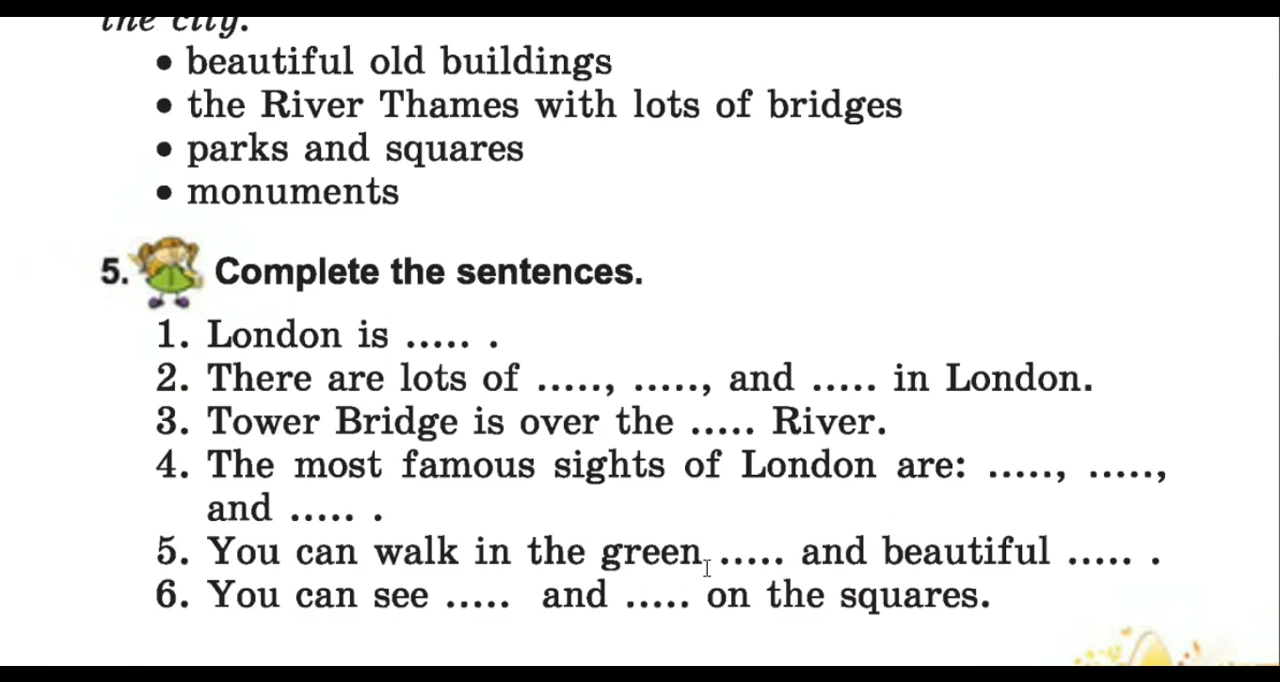 the city.
• beautiful old buildings
• the River Thames with lots of bridges
• parks and squares
• monuments
5. Complete the sentences.
1. London is ..... .
2. There are lots of ....., ....., and ..... in London.
3. Tower Bridge is over the ..... River.
4. The most famous sights of London are: ....., .....,
and ..... .
5. You can walk in the green ..... and beautiful ..... .
6. You can see ..... and ..... on the squares.